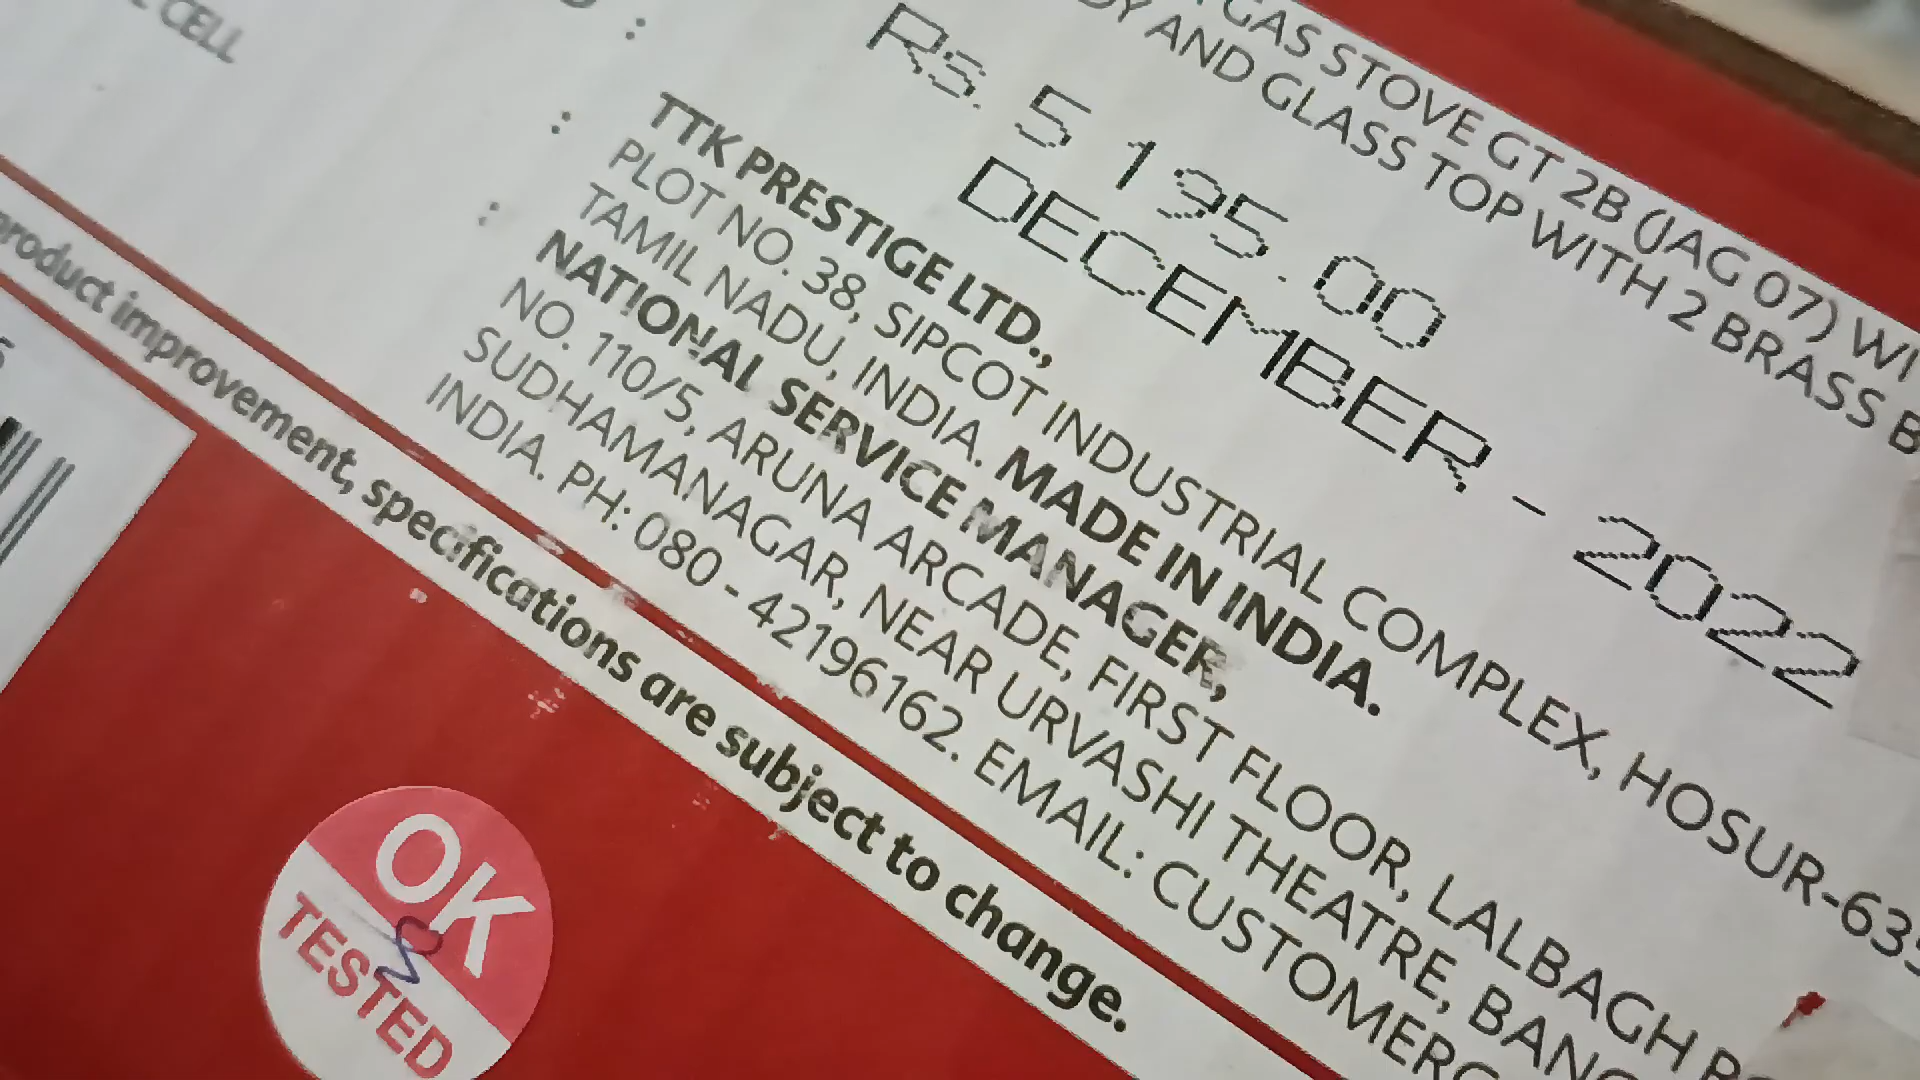 GAS STOVE GT 2B (JAG 07) WI
DY AND GLASS TOP WITH 2 BRASS B
Rs. 5195.00
DECEMBER - 2022
CELL
TTK PRESTIGE LTD.,
PLOT NO. 38, SIPCOT INDUSTRIAL COMPLEX, HOSUR-635
TAMIL NADU, INDIA. MADE IN INDIA.
NATIONAL SERVICE MANAGER,
NO. 110/5, ARUNA ARCADE, FIRST FLOOR, LALBAGH R
SUDHAMANAGAR, NEAR URVASHI THEATRE, BANG
INDIA. PH: 080 - 42196162. EMAIL: CUSTOMERC
product improvement, specifications are subject to change.
OK
TESTED